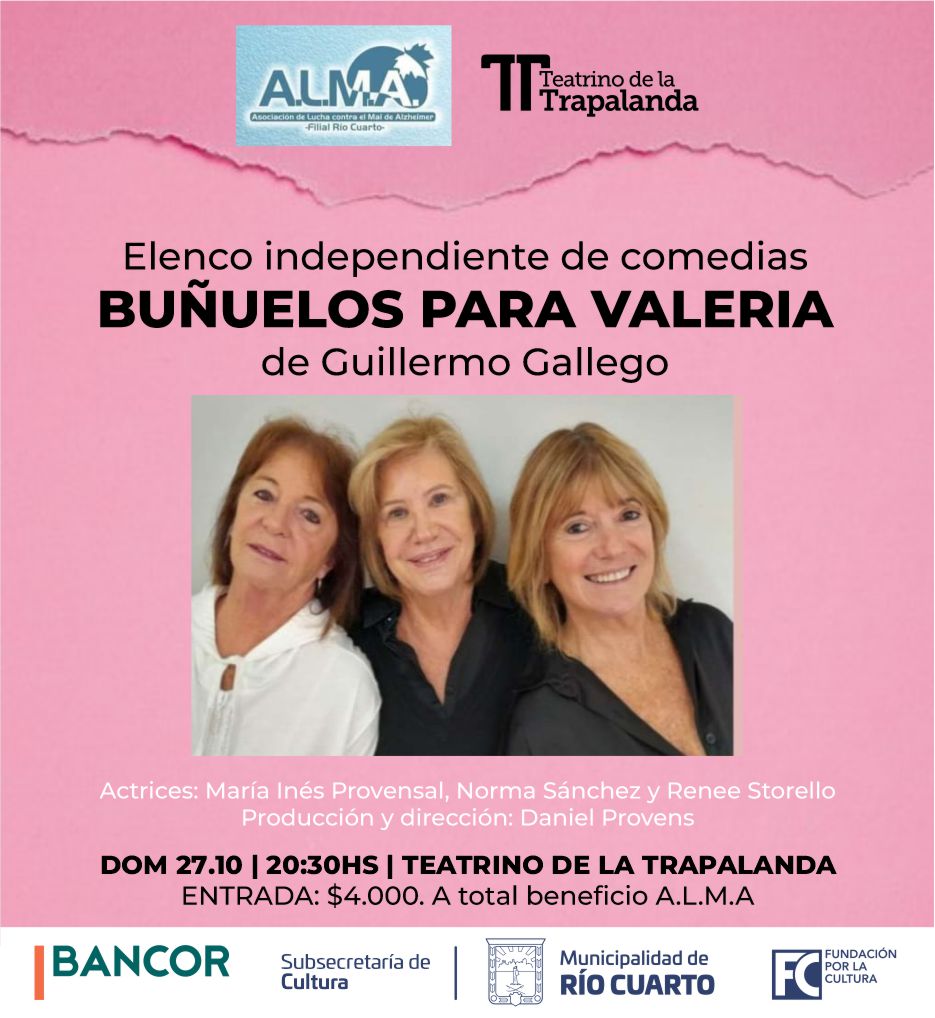 A.L.M.A.
Asociación de Lucha contra el Mal de Alzheimer
-Filial Río Cuarto-
TT Teatrino de la
Trapalanda
Elenco independiente de comedias
BUÑUELOS PARA VALERIA
de Guillermo Gallego
Actrices: María Inés Provensal, Norma Sánchez y Renee Storello
Producción y dirección: Daniel Provens
DOM 27.10 | 20:30HS | TEATRINO DE LA TRAPALANDA
ENTRADA: $4.000. A total beneficio A.L.M.A
BANCOR
Subsecretaría de
Cultura
Municipalidad de
RÍO CUARTO
FC
FUNDACIÓN
POR LA
CULTURA